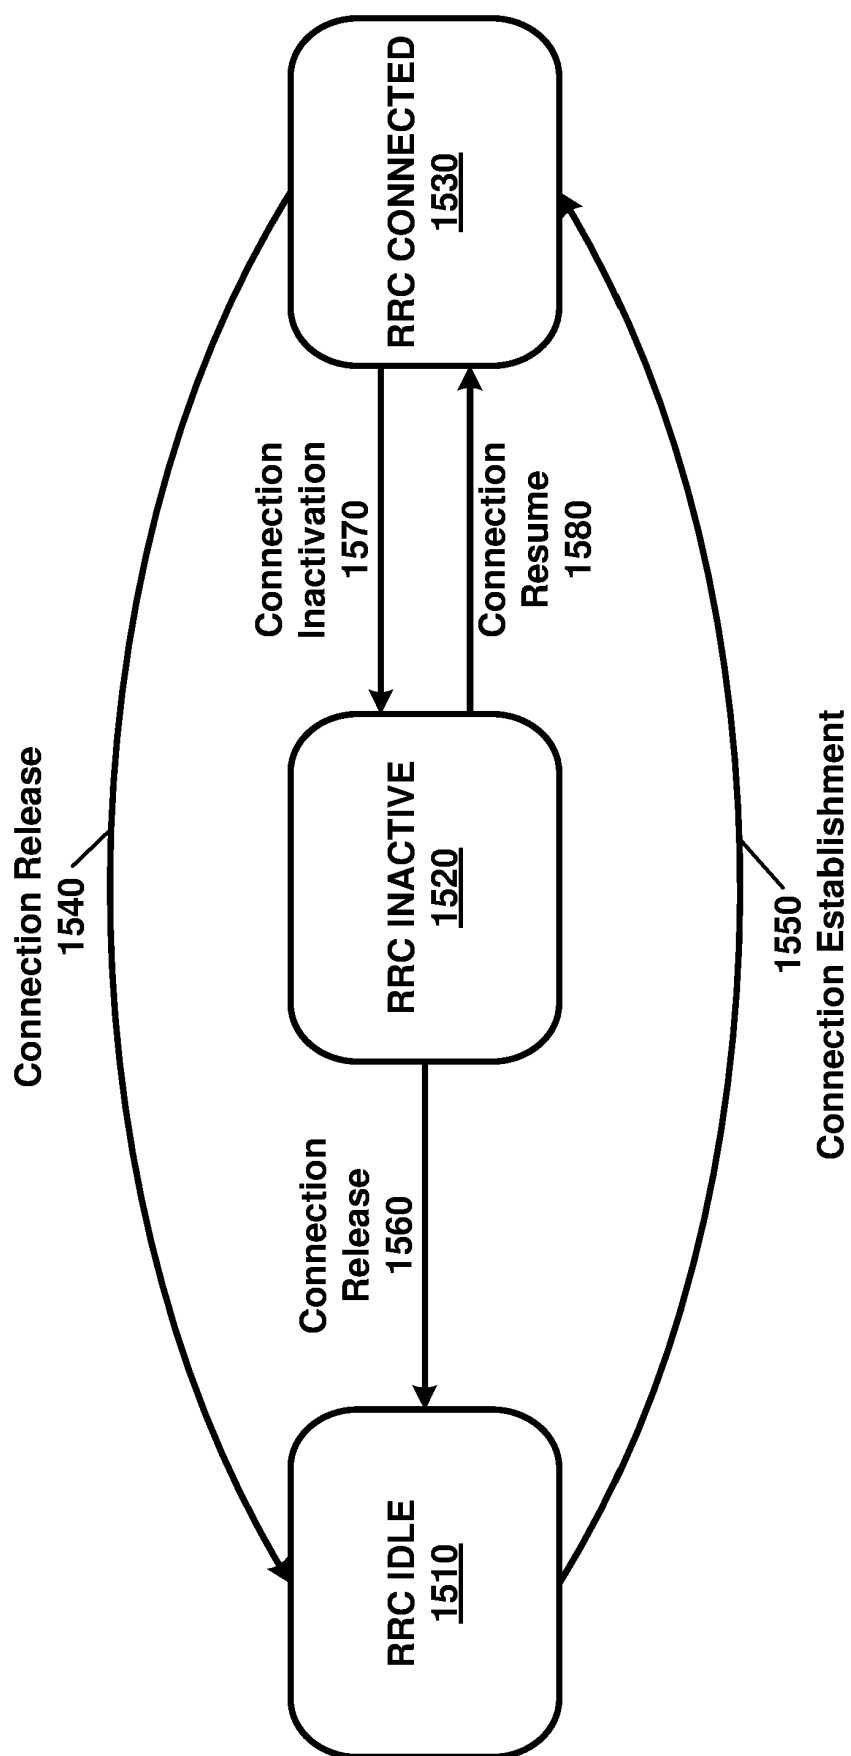 Connection Release
1540
RRC IDLE
1510
Connection
Release
1560
RRC INACTIVE
1520
Connection
Inactivation
1570
Connection
Resume
1580
RRC CONNECTED
1530
1550
Connection Establishment